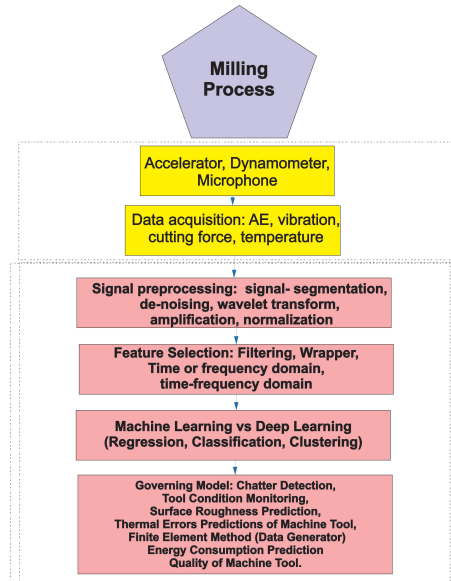 Milling
Process
Accelerator, Dynamometer,
Microphone
Data acquisition: AE, vibration,
cutting force, temperature
Signal preprocessing: signal- segmentation,
de-noising, wavelet transform,
amplification, normalization
Feature Selection: Filtering, Wrapper,
Time or frequency domain,
time-frequency domain
Machine Learning vs Deep Learning
(Regression, Classification, Clustering)
Governing Model: Chatter Detection,
Tool Condition Monitoring,
Surface Roughness Prediction,
Thermal Errors Predictions of Machine Tool,
Finite Element Method (Data Generator)
Energy Consumption Prediction
Quality of Machine Tool.